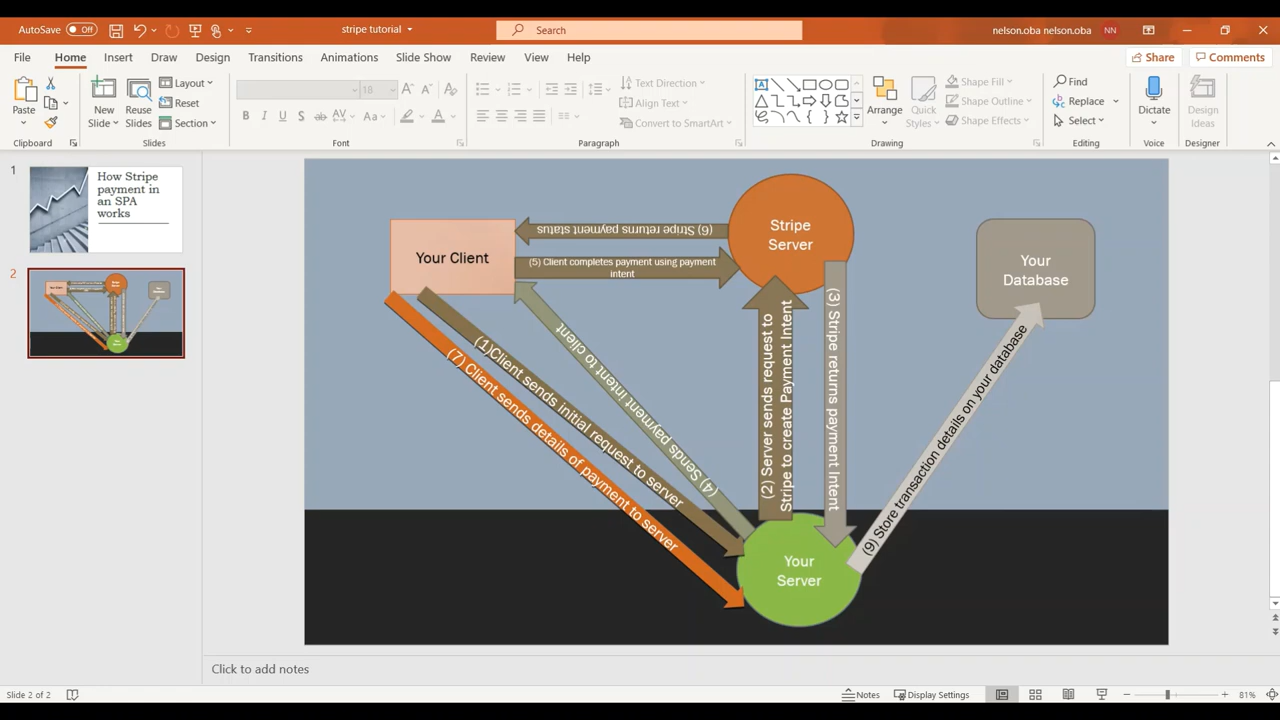 AutoSave Off
stripe tutorial
Search
nelson.oba nelson.oba
NN
File Home Insert Draw Design Transitions Animations Slide Show Review View Help
Share
Comments
Paste
New Slide
Reuse Slides
Layout
Reset
Section
18
B I U S ab AV Aa A
Text Direction
Align Text
Convert to SmartArt
Arrange
Quick Styles
Shape Fill
Shape Outline
Shape Effects
Find
Replace
Select
Dictate
Design Ideas
Clipboard
Slides
Font
Paragraph
Drawing
Editing
Voice
Designer
1
How Stripe
payment in
an SPA
works
2
Your Client
Stripe
Server
Your
Database
(6) Stripe returns payment status
(5) Client completes payment using payment
intent
(1)Client sends initial request to server
(7) Client sends details of payment to server
(4) Sends payment intent to client
(2) Server sends request to
Stripe to create Payment Intent
(3) Stripe returns payment Intent
(9) Store transaction details on your database
Your
Server
Click to add notes
Slide 2 of 2
Notes
Display Settings
81%